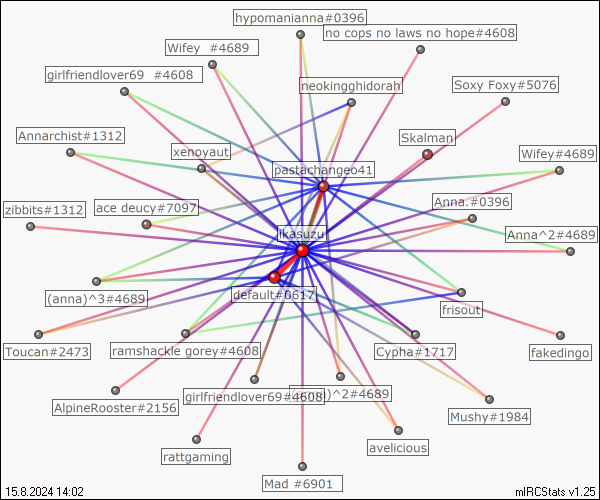 hypomanianna#0396
no cops no laws no hope#4608
Wifey #4689
girlfriendlover69 #4608
neokingghidorah
Soxy Foxy#5076
Annarchist#1312
Skalman
xenoyaut
pastachangeo41
Wifey#4689
zibbits#1312
ace deucy#7097
Anna.#0396
ikasuzu
Anna^2#4689
(anna)^3#4689
default#0617
frisout
Toucan#2473
ramshackle gorey#4608
Cypha#1717
fakedingo
AlpineRooster#2156
girlfriendlover69#4608
)^2#4689
Mushy#1984
rattgaming
avelicious
Mad #6901
15.8.2024 14:02
mIRCStats v1.25